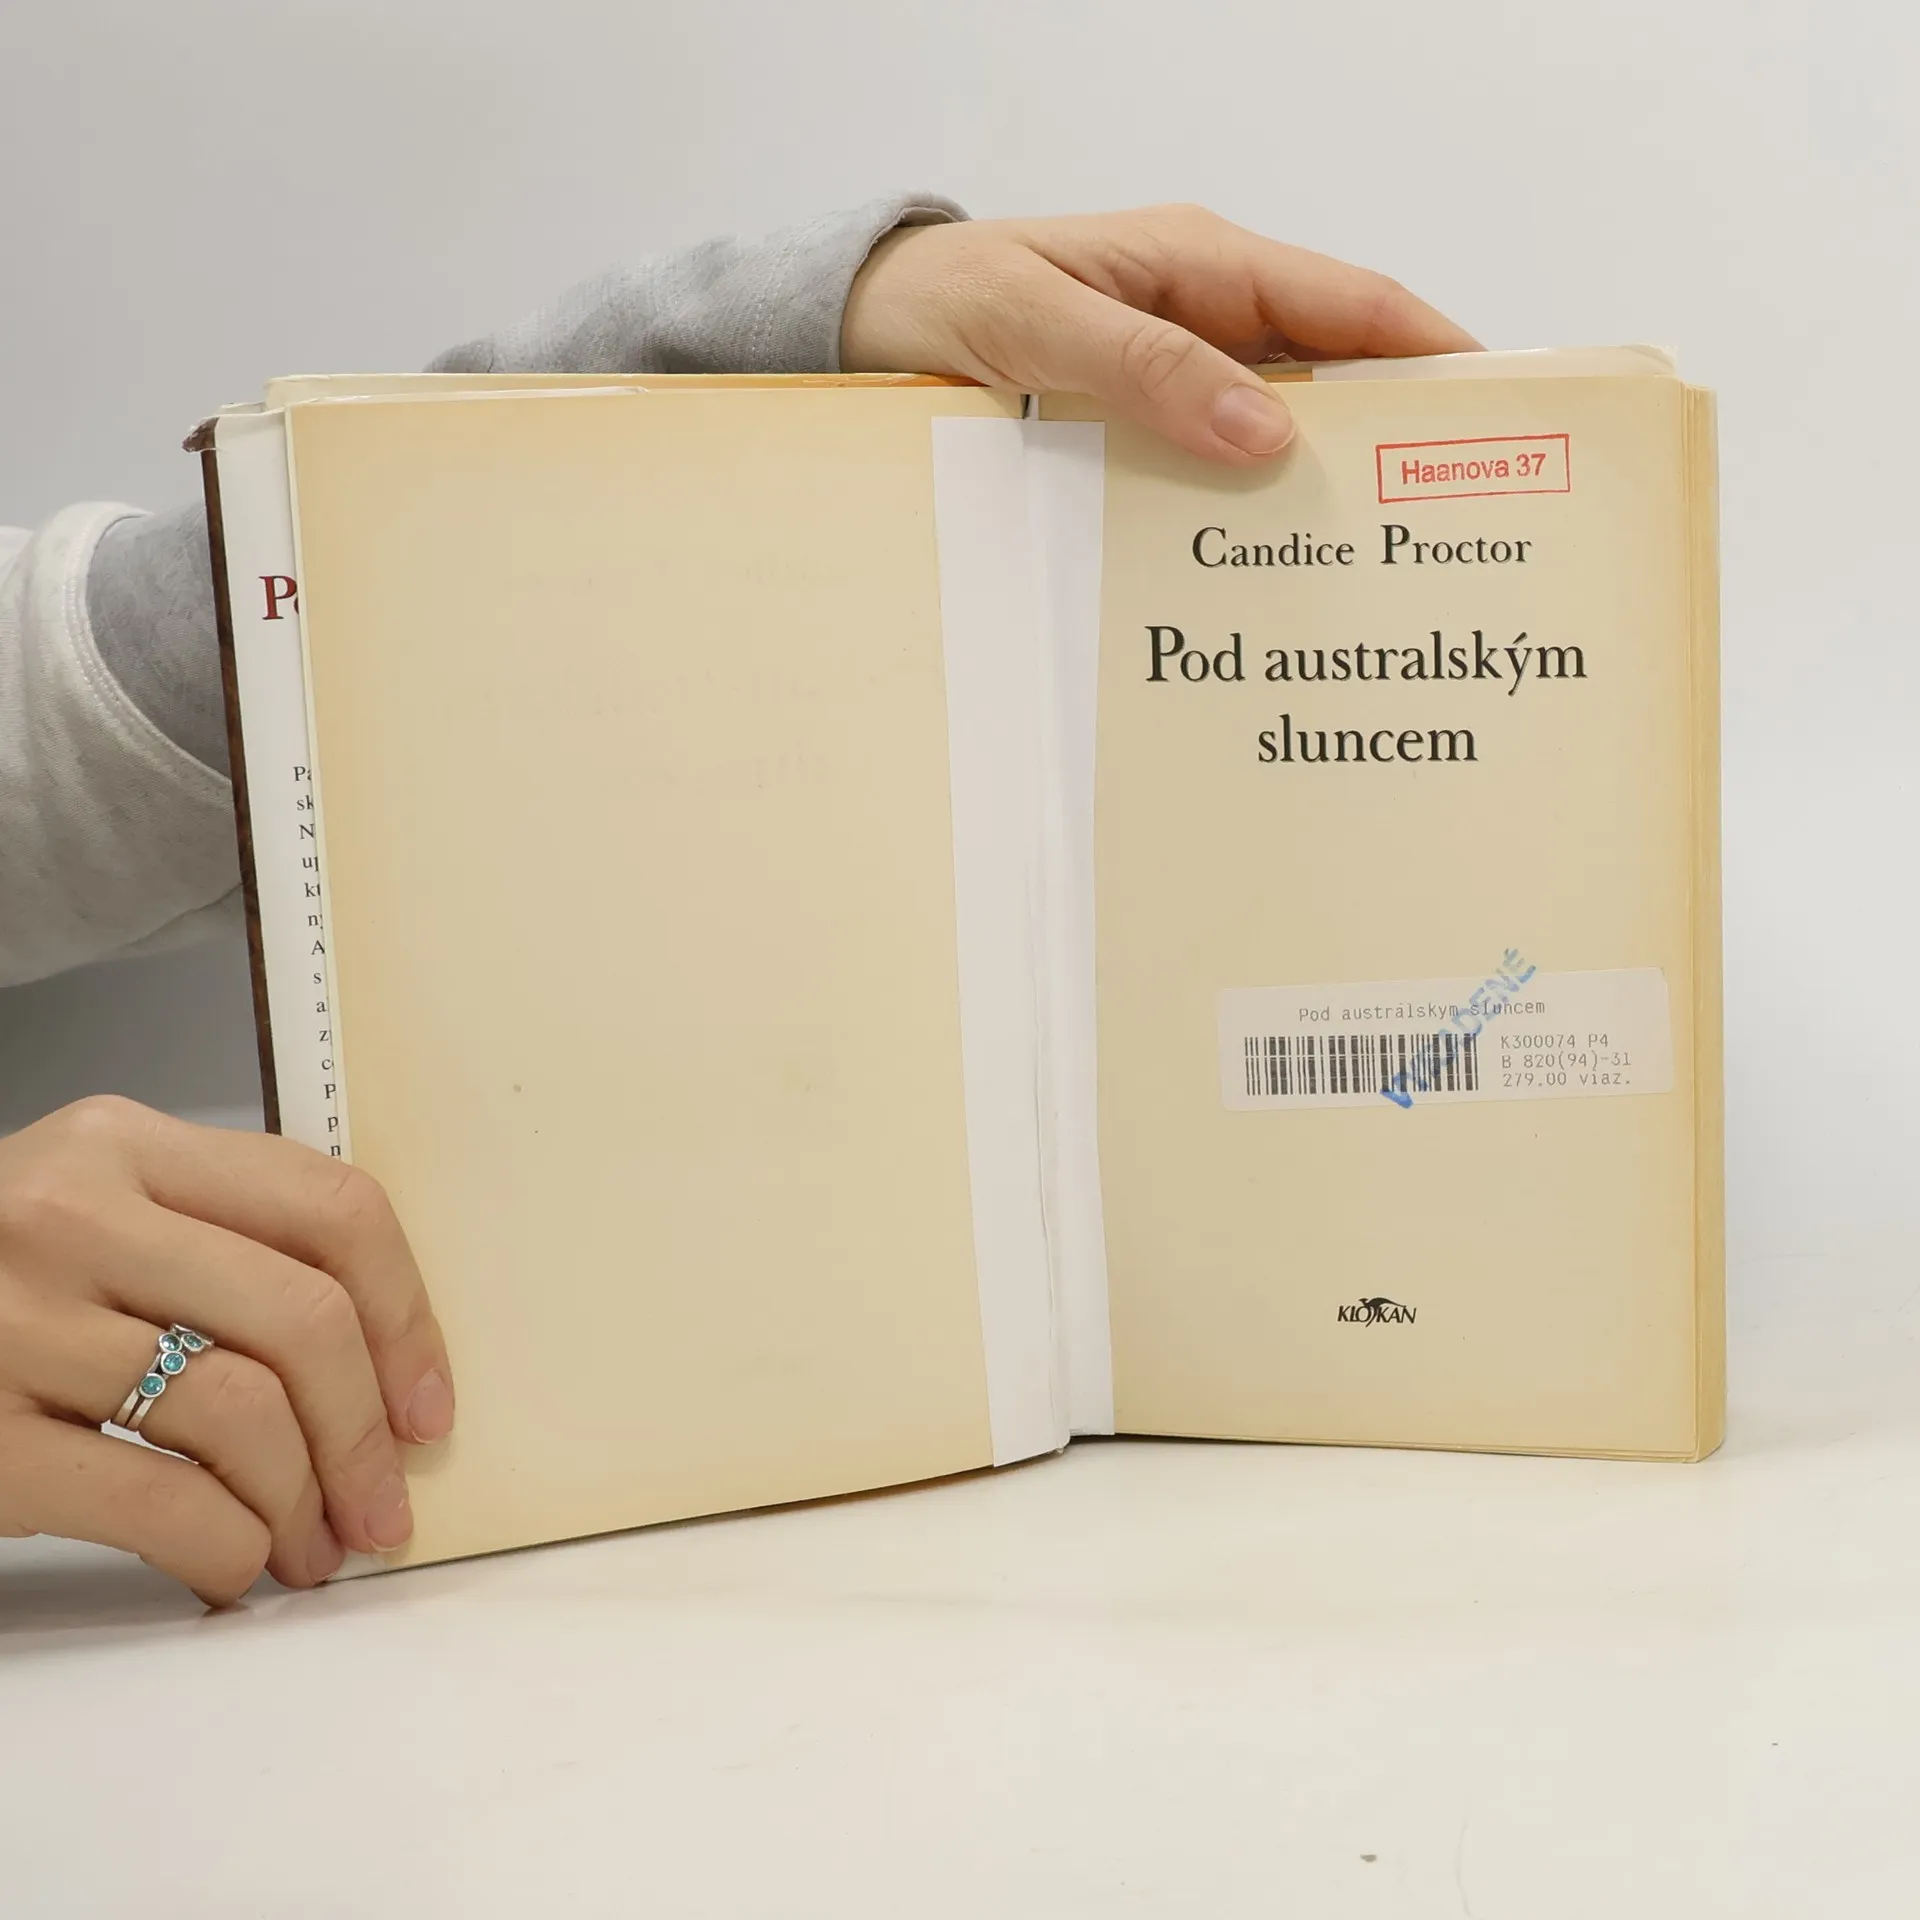 Haanova 37
Candice Proctor
Pod australským
sluncem
Pod australskym sluncem
K300074 P4
B 820(94)-31
279.00 viaz.
VYRADENÉ
KLOKAN